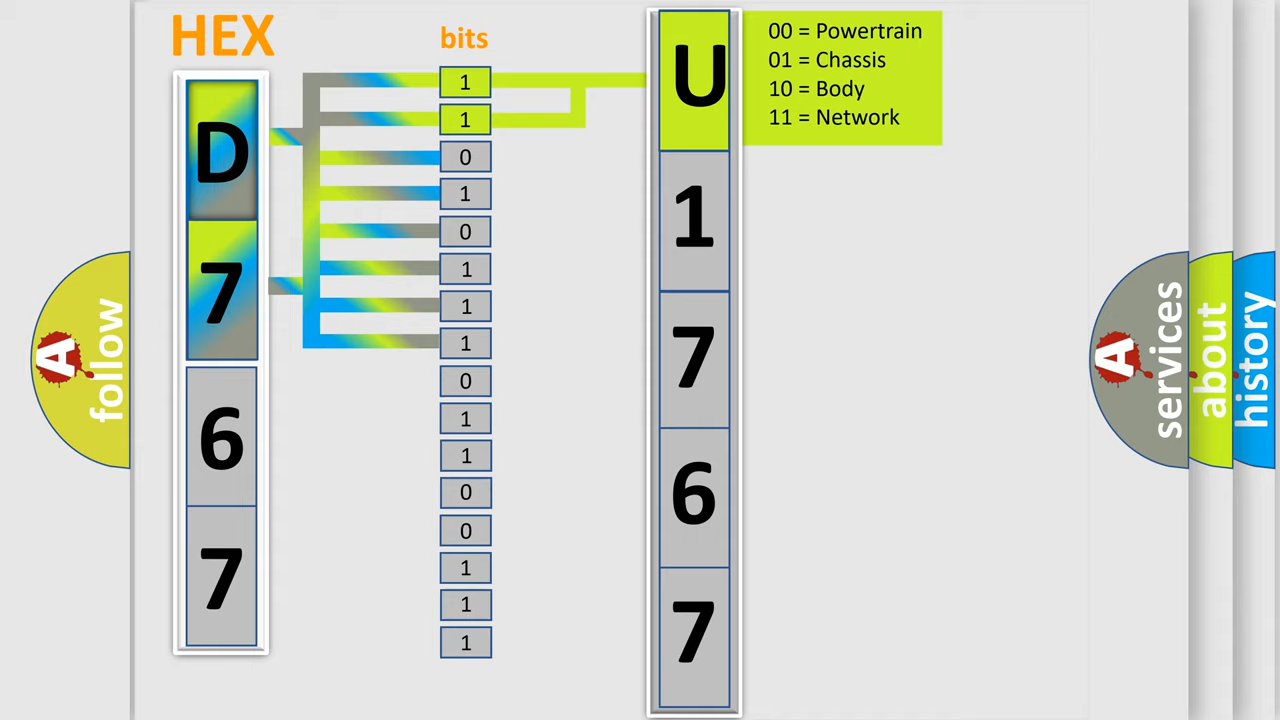 HEX
bits
D
7
6
7
1
1
0
1
0
1
1
1
0
1
1
0
0
1
1
1
U
1
7
6
7
00 = Powertrain
01 = Chassis
10 = Body
11 = Network
A
follow
A
services
about
history